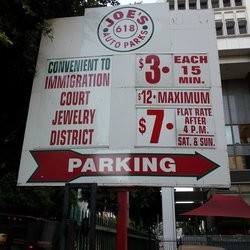 JOE'S
618
AUTO PARKS
CONVENIENT TO
IMMIGRATION
COURT
JEWELRY
DISTRICT
$3. EACH
15
MIN.
$12. MAXIMUM
$7. FLAT RATE
AFTER
4 P.M.
SAT. & SUN.
PARKING